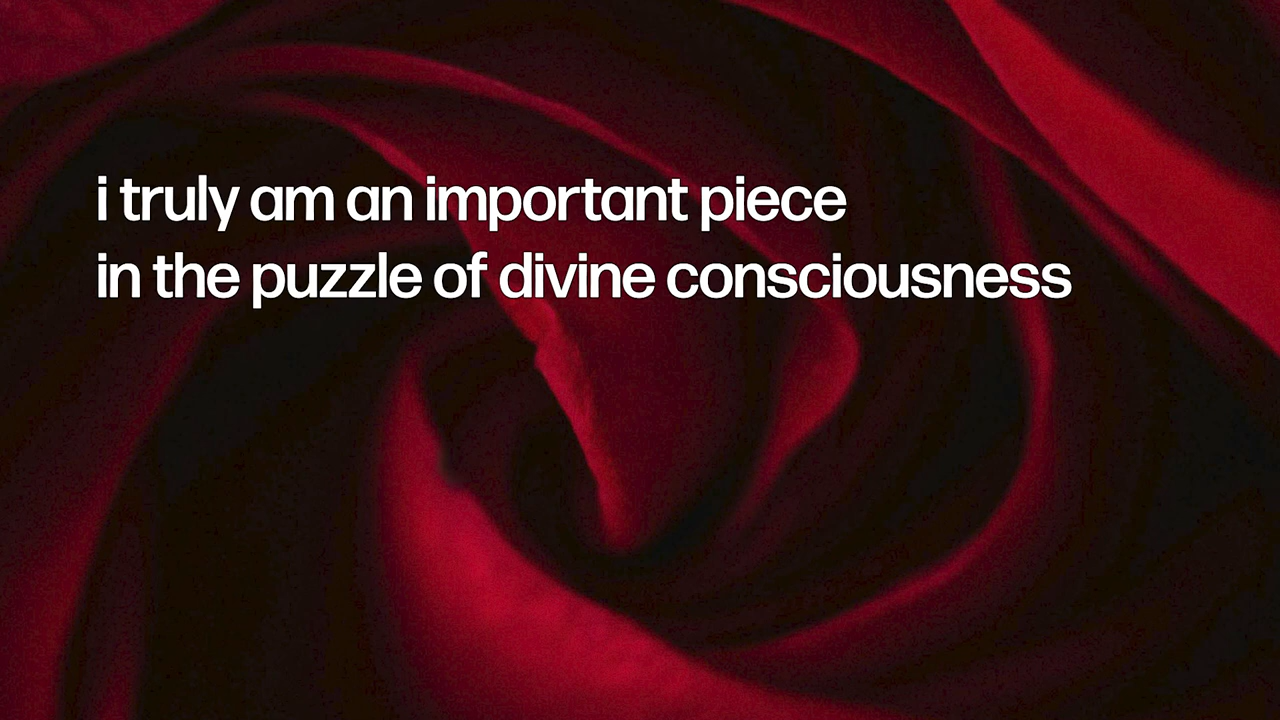 i truly am an important piece
in the puzzle of divine consciousness